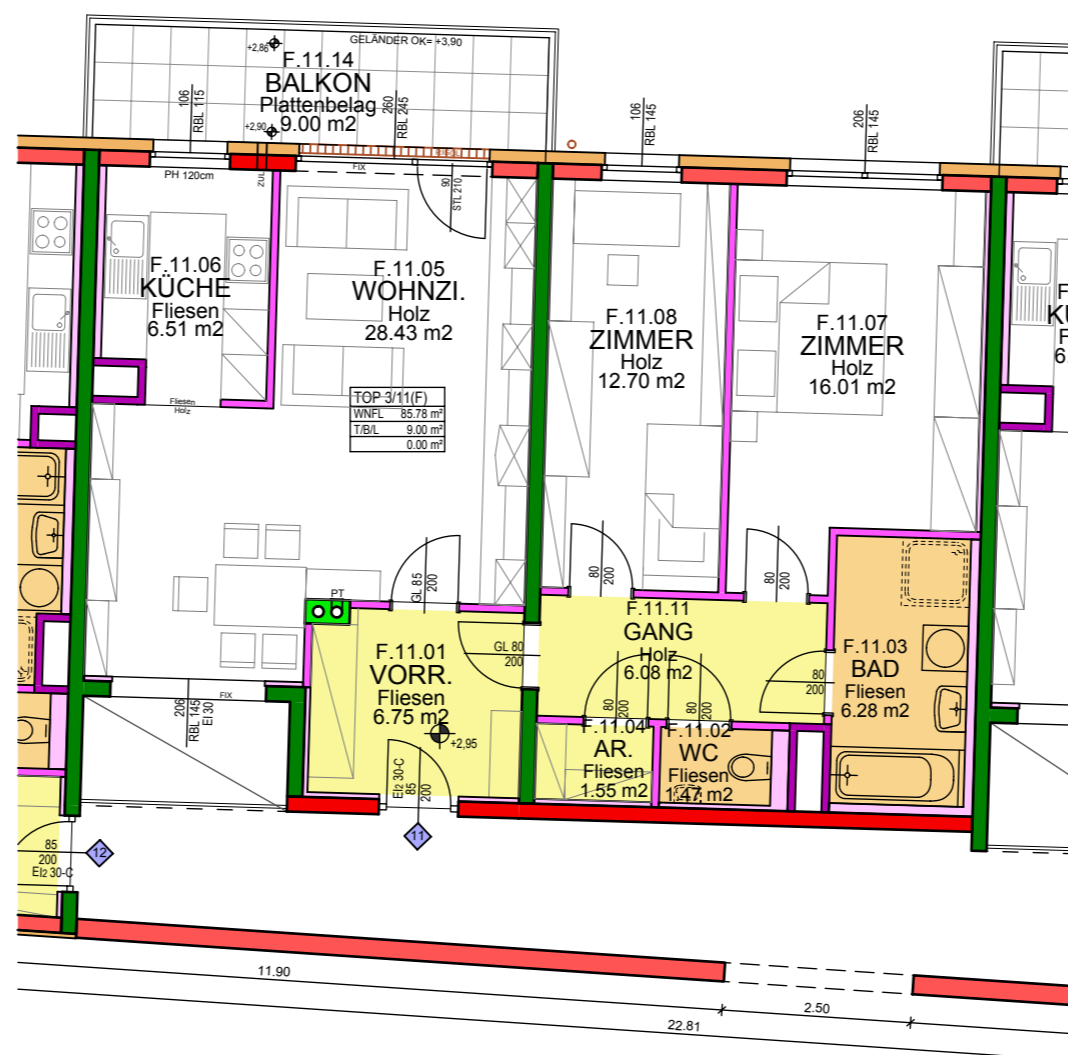 GELÄNDER OK= +3,90
+2,86
F.11.14
BALKON
Plattenbelag
9.00 m2
+2,90
106
RBL 115
260
RBL 245
106
RBL 145
206
RBL 145
PH 120cm
ZUL
FIX
90
STL 210
F.11.06
KÜCHE
Fliesen
6.51 m2
F.11.05
WOHNZI.
Holz
28.43 m2
F.11.08
ZIMMER
Holz
12.70 m2
F.11.07
ZIMMER
Holz
16.01 m2
Fliesen
Holz
TOP 3/11(F)
WNFL 85.78 m²
T/B/L 9.00 m²
0.00 m²
PT
GL 85
200
80
200
80
200
F.11.01
VORR.
Fliesen
6.75 m2
+2,95
GL 80
200
F.11.11
GANG
Holz
6.08 m2
80
200
F.11.03
BAD
Fliesen
6.28 m2
80
200
80
200
F.11.04
AR.
Fliesen
1.55 m2
F.11.02
WC
Fliesen
1.47 m2
206
RBL 145
EI 30
FIX
EI2 30-C
85
200
11
12
85
200
EI2 30-C
11.90
2.50
22.81